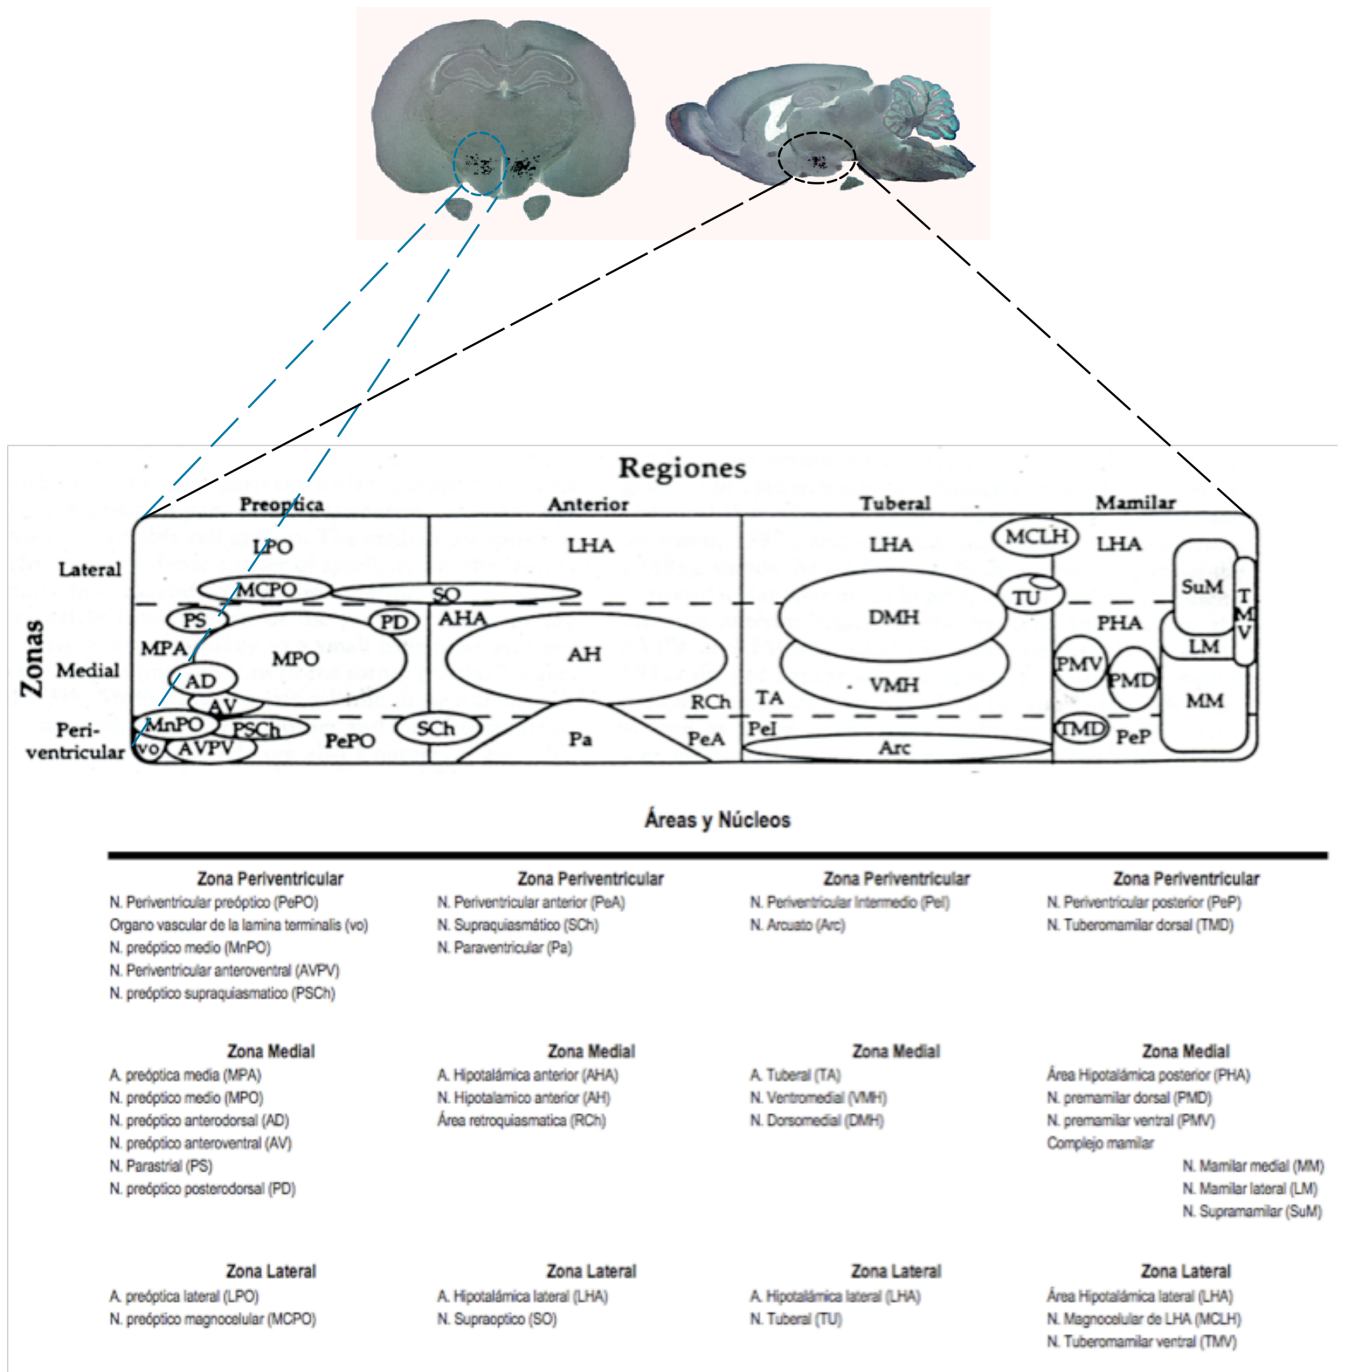 Regiones
Preoptica Anterior Tuberal Mamilar
Zonas
Lateral
Medial
Peri-
ventricular
LPO LHA LHA MCLH LHA
MCPO SO TU SuM TMV
PS PD AHA DMH PHA
MPA MPO AH LM
AD PMV PMD
AV RCh TA VMH MM
MnPO PSCh SCh PeI TMD
vo AVPV PePO Pa PeA Arc PeP
Áreas y Núcleos
Zona Periventricular
N. Periventricular preóptico (PePO)
Organo vascular de la lamina terminalis (vo)
N. preóptico medio (MnPO)
N. Periventricular anteroventral (AVPV)
N. preóptico supraquiasmatico (PSCh)
Zona Periventricular
N. Periventricular anterior (PeA)
N. Supraquiasmático (SCh)
N. Paraventricular (Pa)
Zona Periventricular
N. Periventricular Intermedio (PeI)
N. Arcuato (Arc)
Zona Periventricular
N. Periventricular posterior (PeP)
N. Tuberomamilar dorsal (TMD)
Zona Medial
A. preóptica media (MPA)
N. preóptico medio (MPO)
N. preóptico anterodorsal (AD)
N. preóptico anteroventral (AV)
N. Parastrial (PS)
N. preóptico posterodorsal (PD)
Zona Medial
A. Hipotalámica anterior (AHA)
N. Hipotalamico anterior (AH)
Área retroquiasmatica (RCh)
Zona Medial
A. Tuberal (TA)
N. Ventromedial (VMH)
N. Dorsomedial (DMH)
Zona Medial
Área Hipotalámica posterior (PHA)
N. premamilar dorsal (PMD)
N. premamilar ventral (PMV)
Complejo mamilar
N. Mamilar medial (MM)
N. Mamilar lateral (LM)
N. Supramamilar (SuM)
Zona Lateral
A. preóptica lateral (LPO)
N. preóptico magnocelular (MCPO)
Zona Lateral
A. Hipotalámica lateral (LHA)
N. Supraoptico (SO)
Zona Lateral
A. Hipotalámica lateral (LHA)
N. Tuberal (TU)
Zona Lateral
Área Hipotalámica lateral (LHA)
N. Magnocelular de LHA (MCLH)
N. Tuberomamilar ventral (TMV)